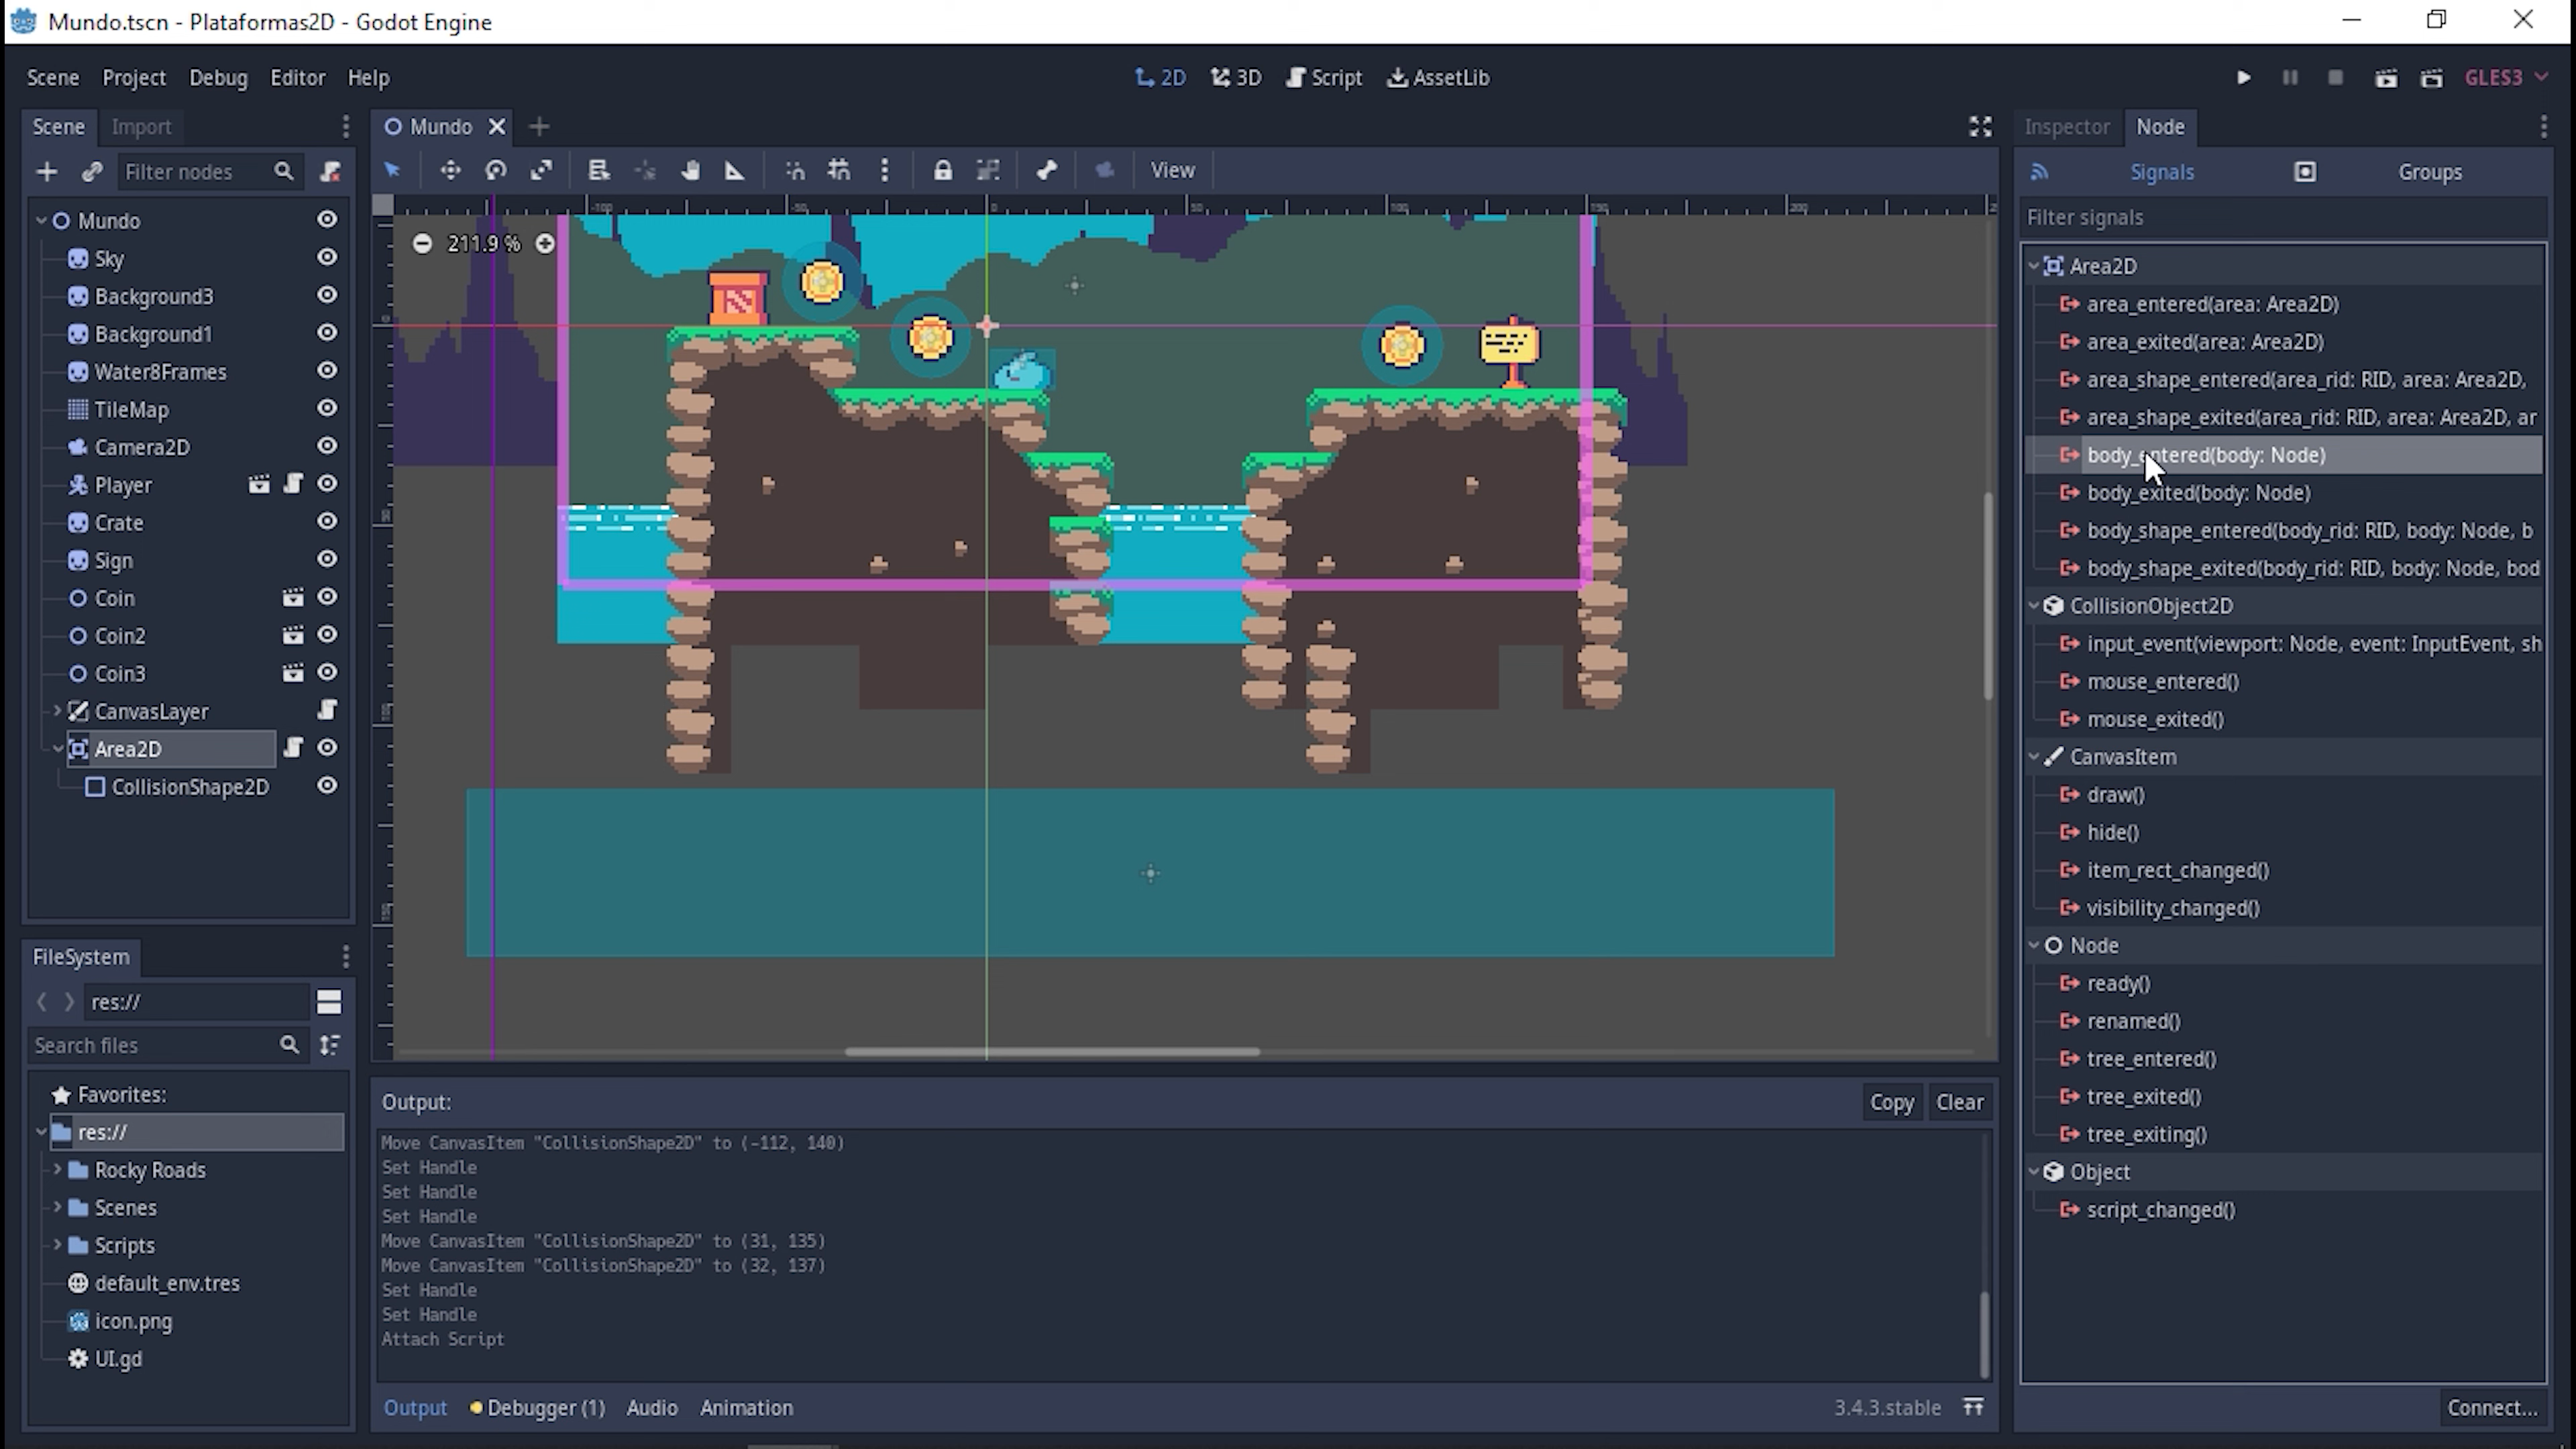 Mundo.tscn - Plataformas2D - Godot Engine
Scene Project Debug Editor Help
2D 3D Script AssetLib
GLES3
Scene Import
Filter nodes
Mundo
Sky
Background3
Background1
Water8Frames
TileMap
Camera2D
Player
Crate
Sign
Coin
Coin2
Coin3
CanvasLayer
Area2D
CollisionShape2D
FileSystem
res://
Search files
Favorites:
res://
Rocky Roads
Scenes
Scripts
default_env.tres
icon.png
UI.gd
Mundo
View
211.9 %
Output:
Copy Clear
Move CanvasItem "CollisionShape2D" to (-112, 140)
Set Handle
Set Handle
Set Handle
Move CanvasItem "CollisionShape2D" to (31, 135)
Move CanvasItem "CollisionShape2D" to (32, 137)
Set Handle
Set Handle
Attach Script
Output Debugger (1) Audio Animation
3.4.3.stable
Inspector Node
Signals Groups
Filter signals
Area2D
area_entered(area: Area2D)
area_exited(area: Area2D)
area_shape_entered(area_rid: RID, area: Area2D,
area_shape_exited(area_rid: RID, area: Area2D, ar
body_entered(body: Node)
body_exited(body: Node)
body_shape_entered(body_rid: RID, body: Node, b
body_shape_exited(body_rid: RID, body: Node, bod
CollisionObject2D
input_event(viewport: Node, event: InputEvent, sh
mouse_entered()
mouse_exited()
CanvasItem
draw()
hide()
item_rect_changed()
visibility_changed()
Node
ready()
renamed()
tree_entered()
tree_exited()
tree_exiting()
Object
script_changed()
Connect...